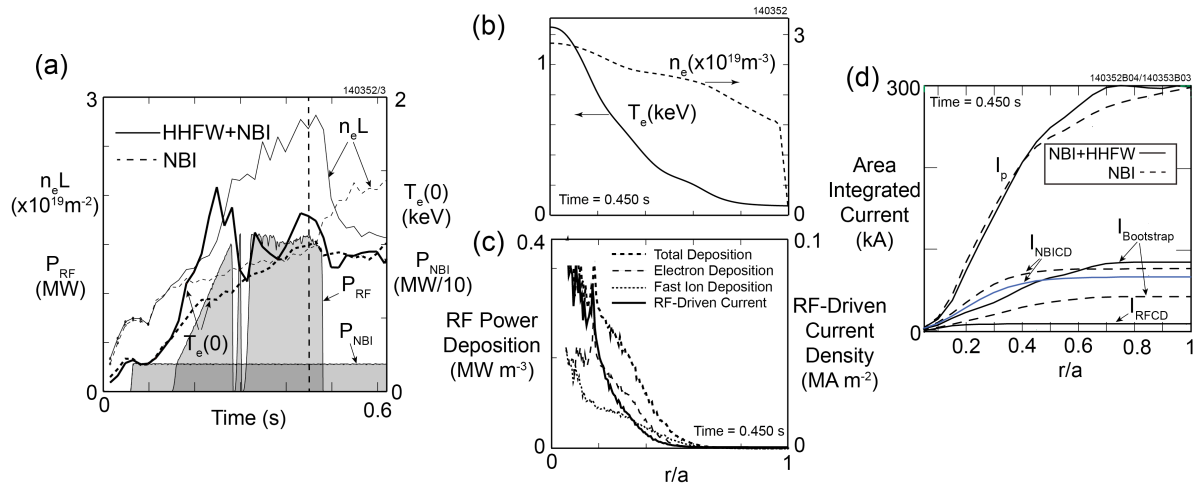 (a)
140352/3
3
2
HHFW+NBI
NBI
n_eL
n_eL
(x10^19m^-2)
P_RF
(MW)
T_e(0)
(keV)
P_NBI
(MW/10)
T_e(0)
P_RF
P_NBI
0
0
0
0.6
Time (s)
(b)
140352
1
3
n_e(x10^19m^-3)
T_e(keV)
Time = 0.450 s
0
0
(c)
0.4
0.1
Total Deposition
Electron Deposition
Fast Ion Deposition
RF-Driven Current
RF Power
Deposition
(MW m^-3)
RF-Driven
Current
Density
(MA m^-2)
Time = 0.450 s
0
0
0
1
r/a
(d)
140352B04/140353B03
300
Time = 0.450 s
NBI+HHFW
NBI
I_p
Area
Integrated
Current
(kA)
I_NBICD
I_Bootstrap
I_RFCD
0
0.2
0.4
0.6
0.8
1
r/a